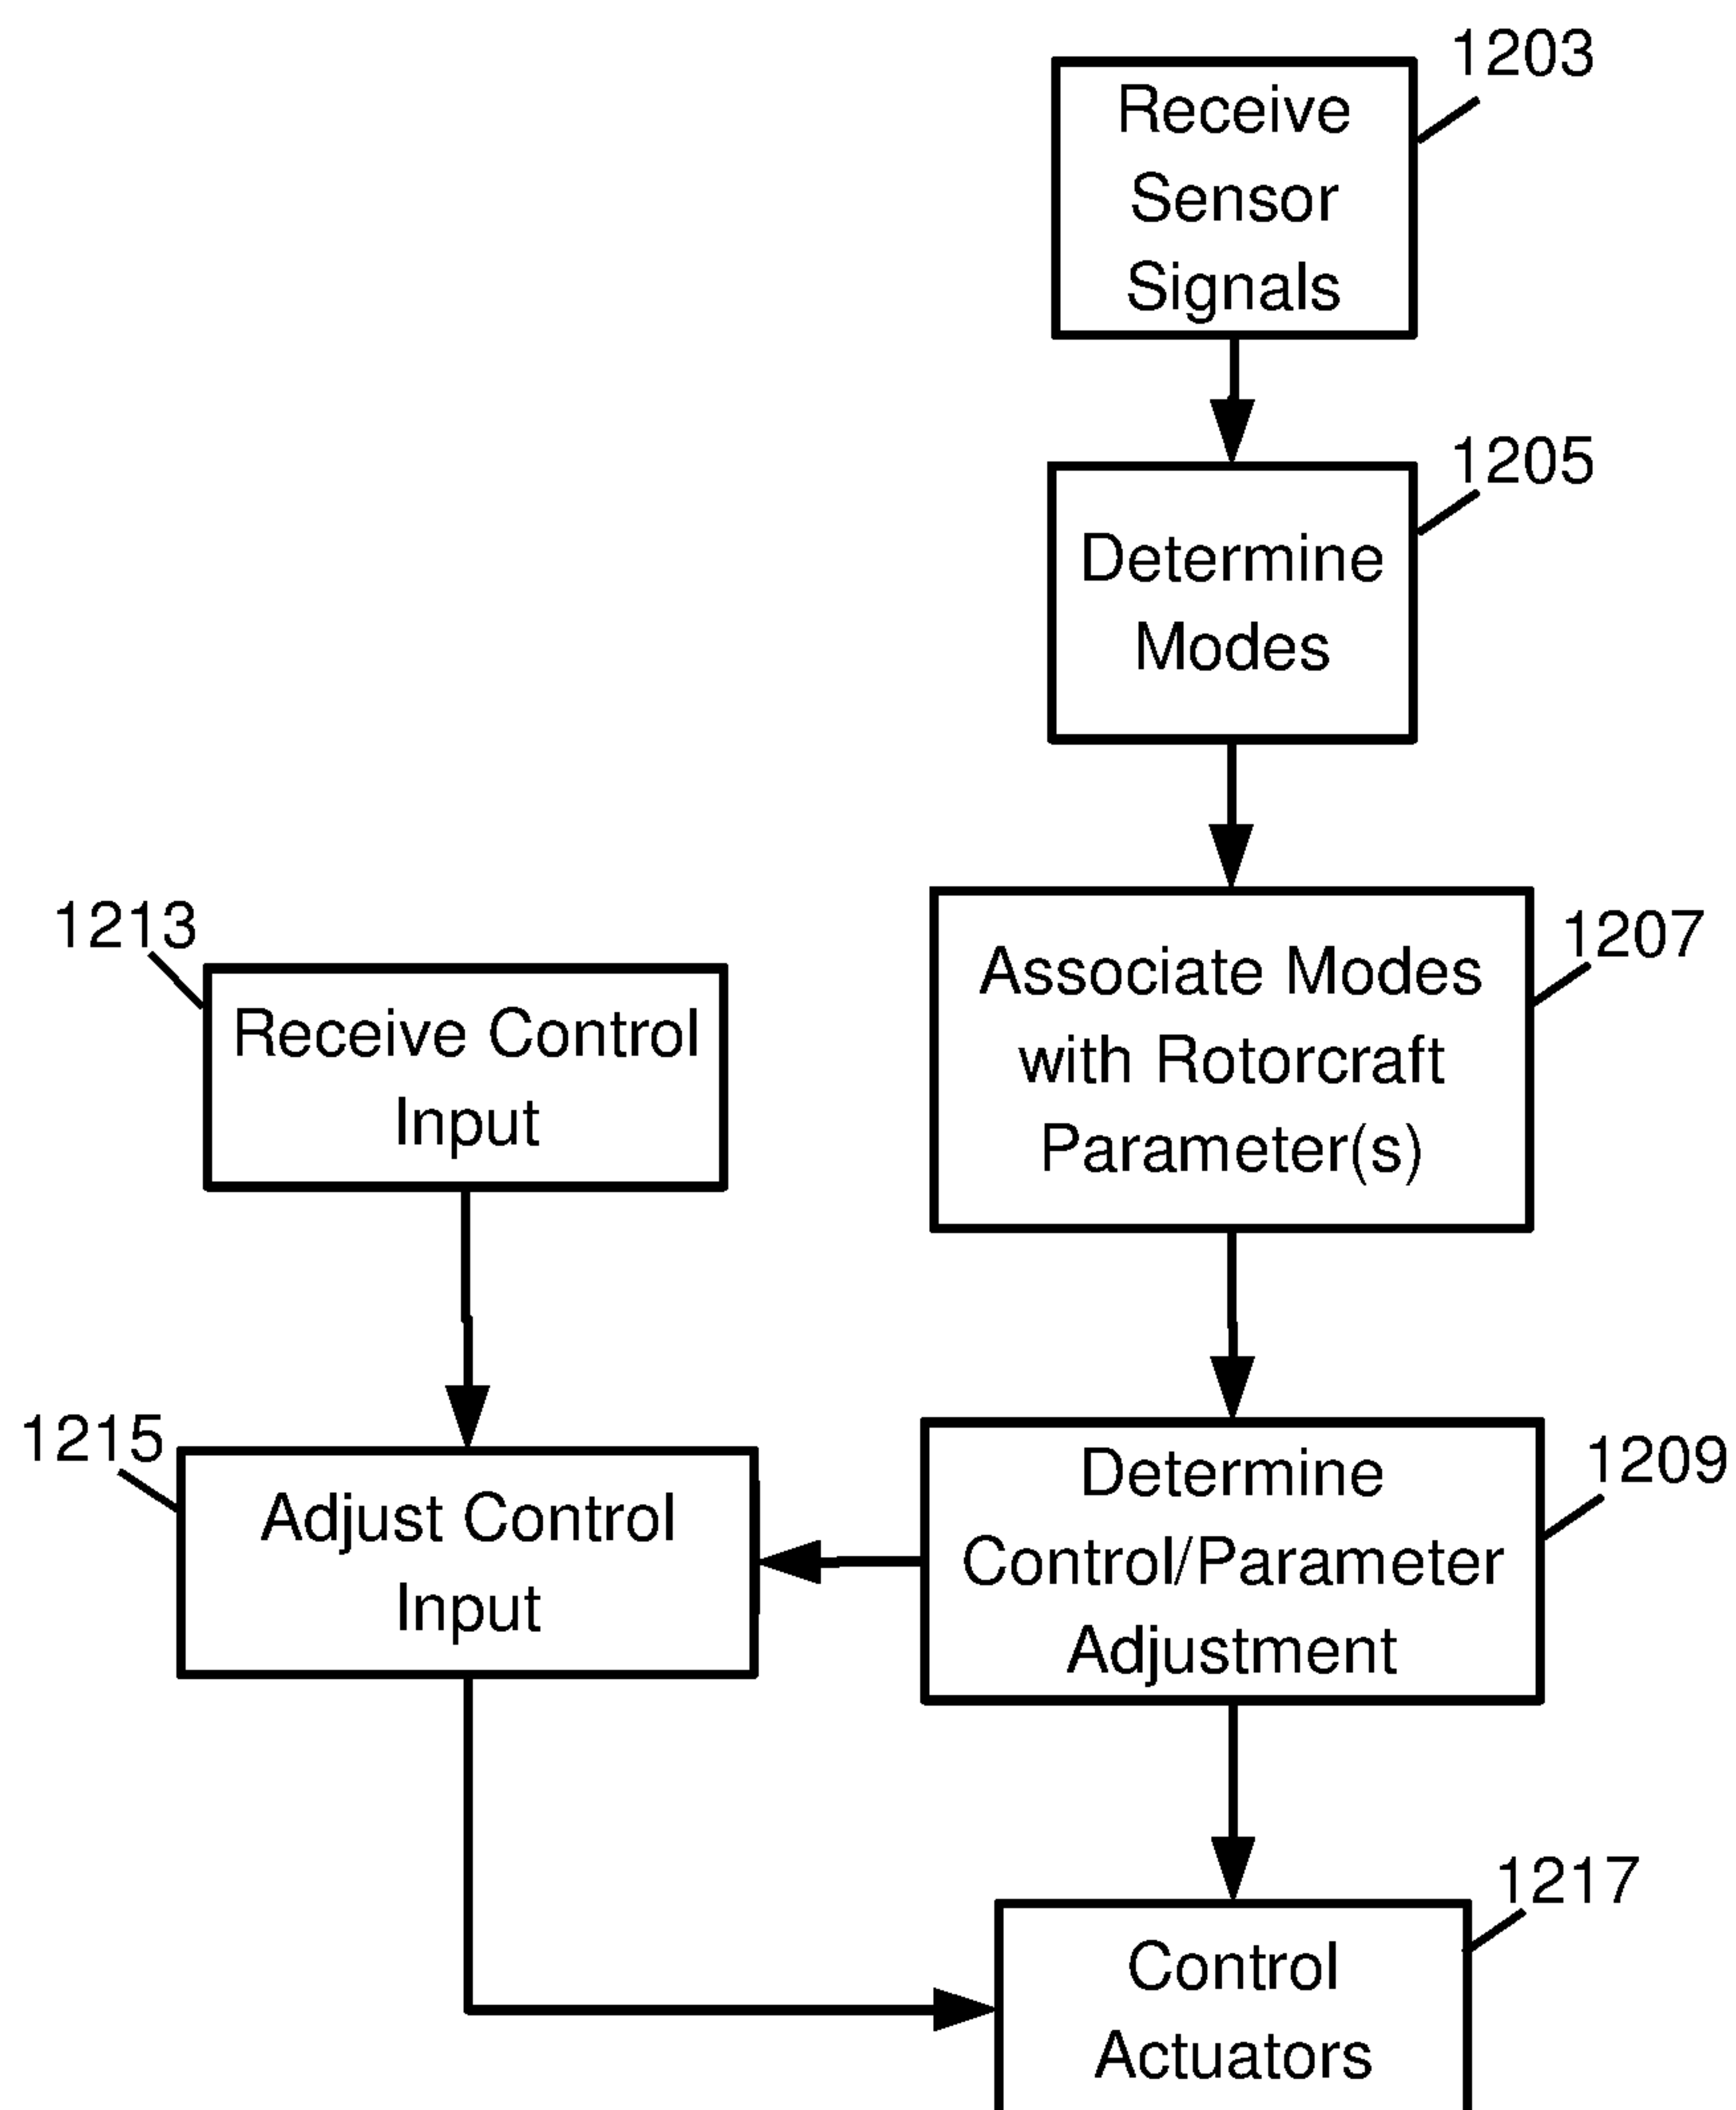 1203
Receive
Sensor
Signals
1205
Determine
Modes
1207
Associate Modes
with Rotorcraft
Parameter(s)
1213
Receive Control
Input
1209
Determine
Control/Parameter
Adjustment
1215
Adjust Control
Input
1217
Control
Actuators